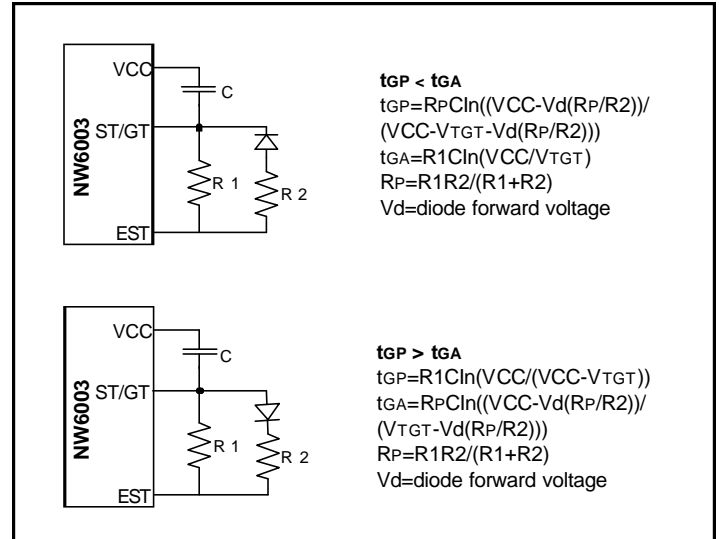 VCC
C
ST/GT
NW6003
R 1
R 2
EST
tGP < tGA
tGP=RPCln((VCC-Vd(RP/R2))/
(VCC-VTGT-Vd(RP/R2)))
tGA=R1Cln(VCC/VTGT)
RP=R1R2/(R1+R2)
Vd=diode forward voltage
VCC
C
ST/GT
NW6003
R 1
R 2
EST
tGP > tGA
tGP=R1Cln(VCC/(VCC-VTGT))
tGA=RPCln((VCC-Vd(RP/R2))/
(VTGT-Vd(RP/R2)))
RP=R1R2/(R1+R2)
Vd=diode forward voltage